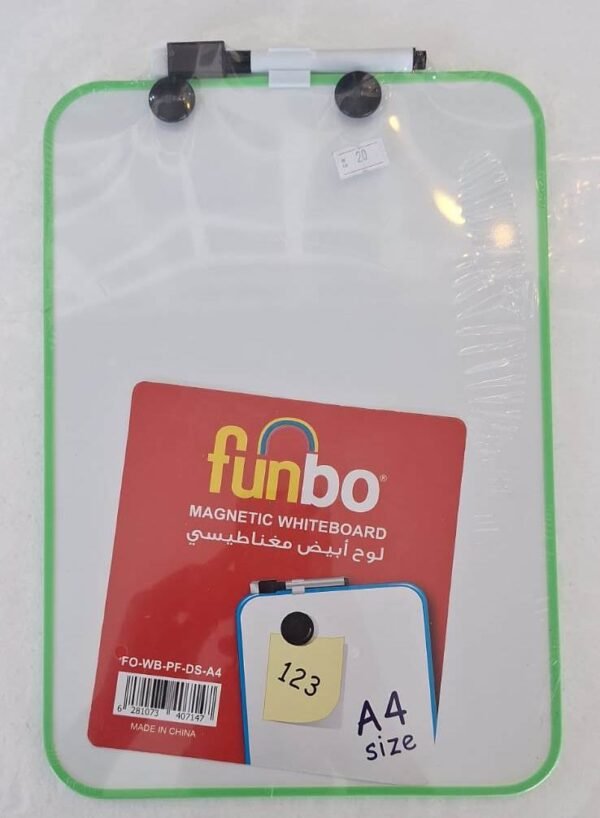 20
funbo®
MAGNETIC WHITEBOARD
لوح أبيض مغناطيسي
123
A4
size
FO-WB-PF-DS-A4
6 281073 407147
MADE IN CHINA